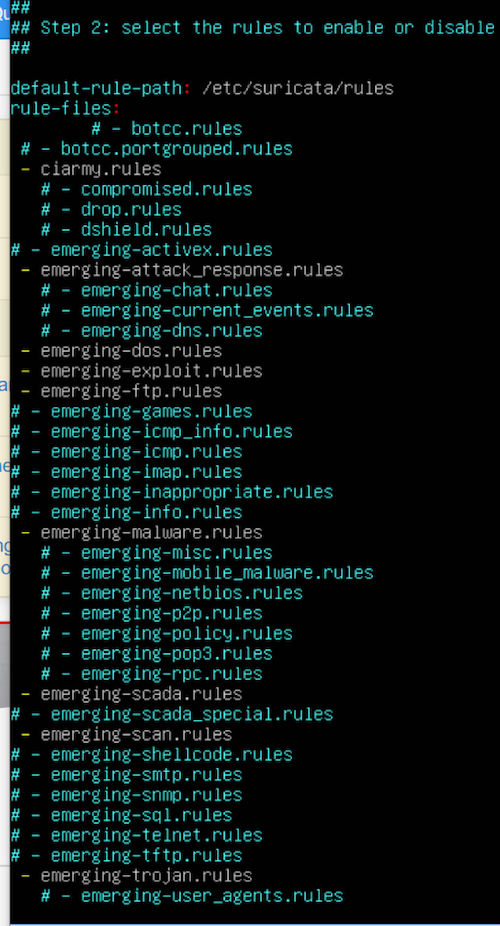 ##
## Step 2: select the rules to enable or disable
##
default-rule-path: /etc/suricata/rules
rule-files:
# - botcc.rules
# - botcc.portgrouped.rules
- ciarmy.rules
# - compromised.rules
# - drop.rules
# - dshield.rules
# - emerging-activex.rules
- emerging-attack_response.rules
# - emerging-chat.rules
# - emerging-current_events.rules
# - emerging-dns.rules
- emerging-dos.rules
- emerging-exploit.rules
- emerging-ftp.rules
# - emerging-games.rules
# - emerging-icmp_info.rules
# - emerging-icmp.rules
# - emerging-imap.rules
# - emerging-inappropriate.rules
# - emerging-info.rules
- emerging-malware.rules
# - emerging-misc.rules
# - emerging-mobile_malware.rules
# - emerging-netbios.rules
# - emerging-p2p.rules
# - emerging-policy.rules
# - emerging-pop3.rules
# - emerging-rpc.rules
- emerging-scada.rules
# - emerging-scada_special.rules
- emerging-scan.rules
# - emerging-shellcode.rules
# - emerging-smtp.rules
# - emerging-snmp.rules
# - emerging-sql.rules
# - emerging-telnet.rules
# - emerging-tftp.rules
- emerging-trojan.rules
# - emerging-user_agents.rules